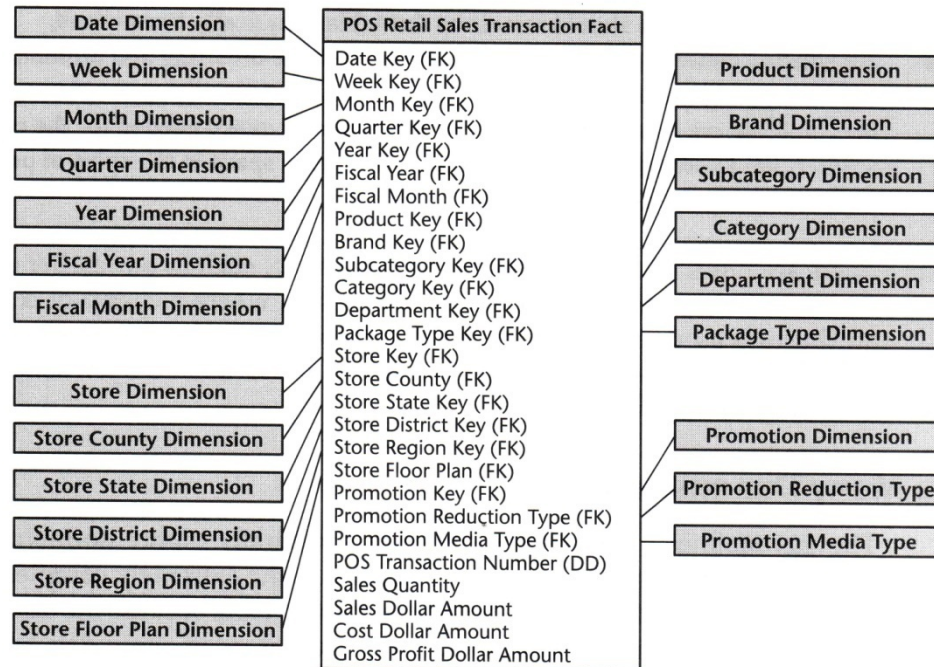 Date Dimension
Week Dimension
Month Dimension
Quarter Dimension
Year Dimension
Fiscal Year Dimension
Fiscal Month Dimension
Store Dimension
Store County Dimension
Store State Dimension
Store District Dimension
Store Region Dimension
Store Floor Plan Dimension
POS Retail Sales Transaction Fact
Date Key (FK)
Week Key (FK)
Month Key (FK)
Quarter Key (FK)
Year Key (FK)
Fiscal Year (FK)
Fiscal Month (FK)
Product Key (FK)
Brand Key (FK)
Subcategory Key (FK)
Category Key (FK)
Department Key (FK)
Package Type Key (FK)
Store Key (FK)
Store County (FK)
Store State Key (FK)
Store District Key (FK)
Store Region Key (FK)
Store Floor Plan (FK)
Promotion Key (FK)
Promotion Reduction Type (FK)
Promotion Media Type (FK)
POS Transaction Number (DD)
Sales Quantity
Sales Dollar Amount
Cost Dollar Amount
Gross Profit Dollar Amount
Product Dimension
Brand Dimension
Subcategory Dimension
Category Dimension
Department Dimension
Package Type Dimension
Promotion Dimension
Promotion Reduction Type
Promotion Media Type